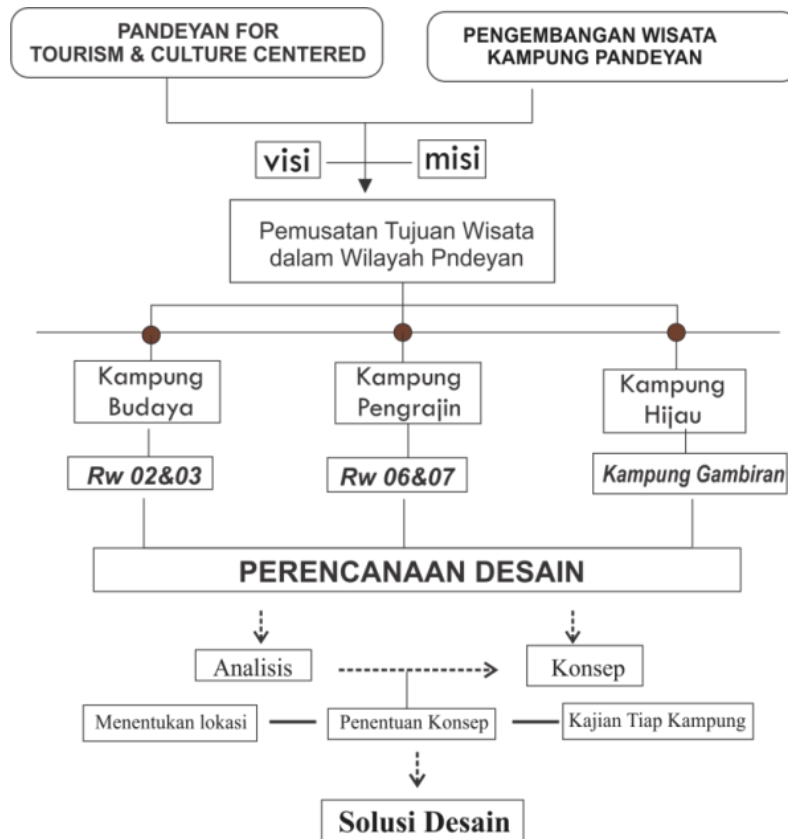 PANDEYAN FOR
TOURISM & CULTURE CENTERED
PENGEMBANGAN WISATA
KAMPUNG PANDEYAN
visi
misi
Pemusatan Tujuan Wisata
dalam Wilayah Pndeyan
Kampung
Budaya
Kampung
Pengrajin
Kampung
Hijau
Rw 02&03
Rw 06&07
Kampung Gambiran
PERENCANAAN DESAIN
Analisis
Konsep
Menentukan lokasi
Penentuan Konsep
Kajian Tiap Kampung
Solusi Desain